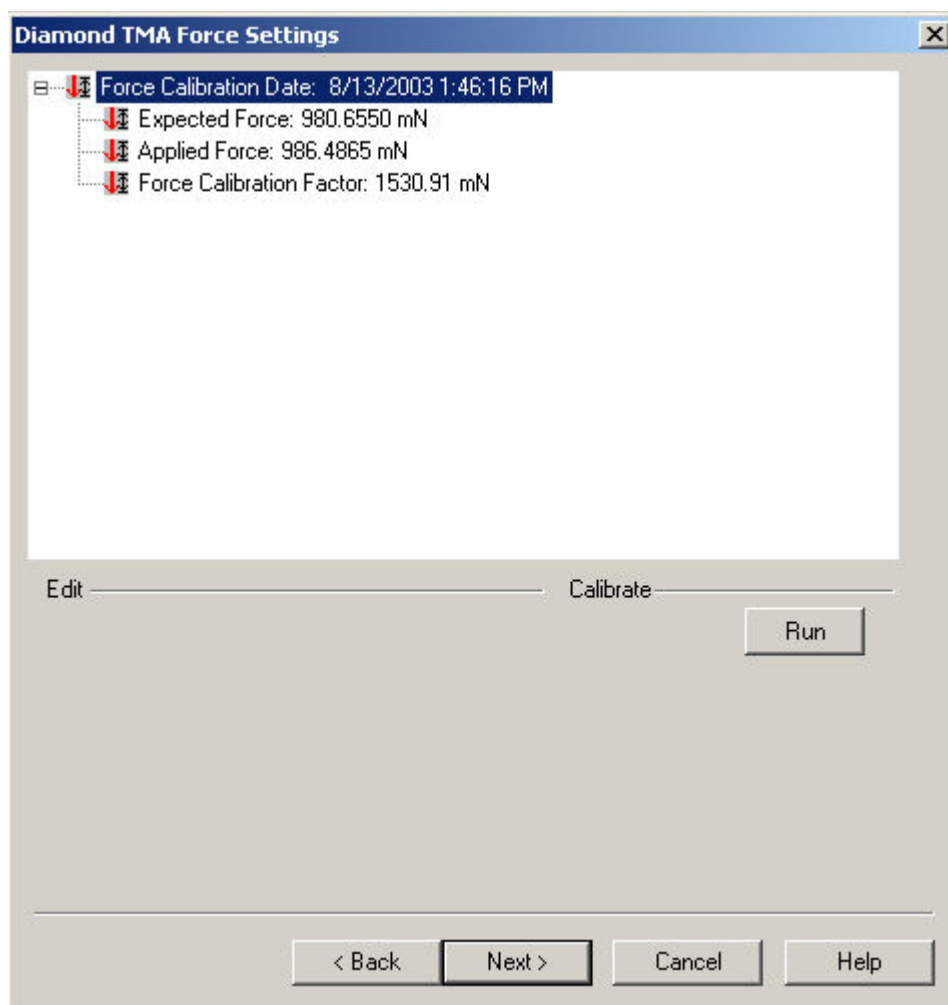 Diamond TMA Force Settings
Force Calibration Date: 8/13/2003 1:46:16 PM
Expected Force: 980.6550 mN
Applied Force: 986.4865 mN
Force Calibration Factor: 1530.91 mN
Edit
Calibrate
Run
< Back
Next >
Cancel
Help